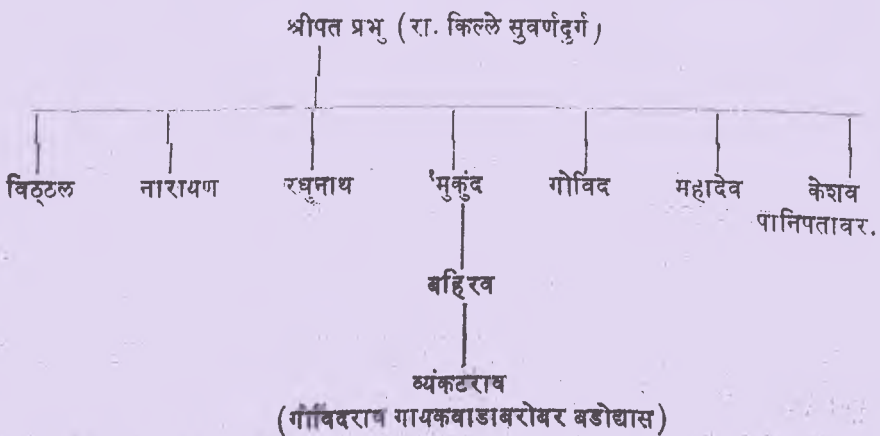 श्रीपत प्रभु (रा. किल्ले सुवर्णदुर्ग)
विठ्ठल नारायण रघुनाथ मुकुंद गोविंद महादेव केशव
पानिपतावर.
बहिरव
व्यंकटराव
(गोविंदराव गायकवाडाबरोबर बडोद्यास)